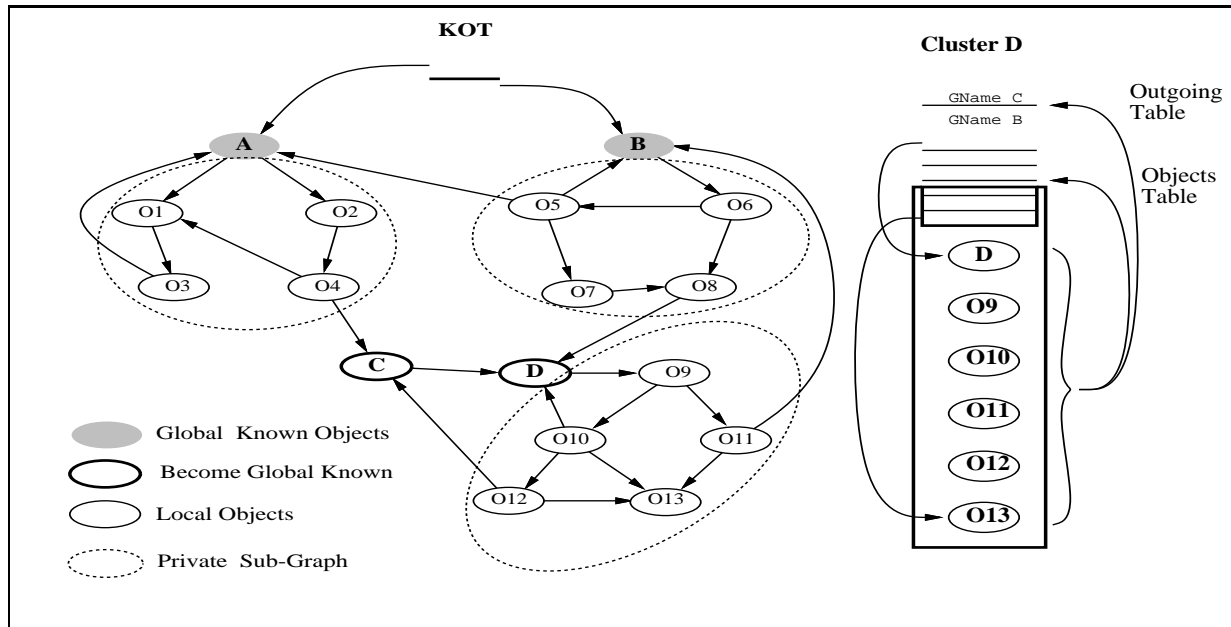 KOT
Cluster D
GName C
GName B
Outgoing
Table
Objects
Table
A
B
O1
O2
O3
O4
O5
O6
O7
O8
C
D
O9
O10
O11
O12
O13
D
O9
O10
O11
O12
O13
Global Known Objects
Become Global Known
Local Objects
Private Sub-Graph